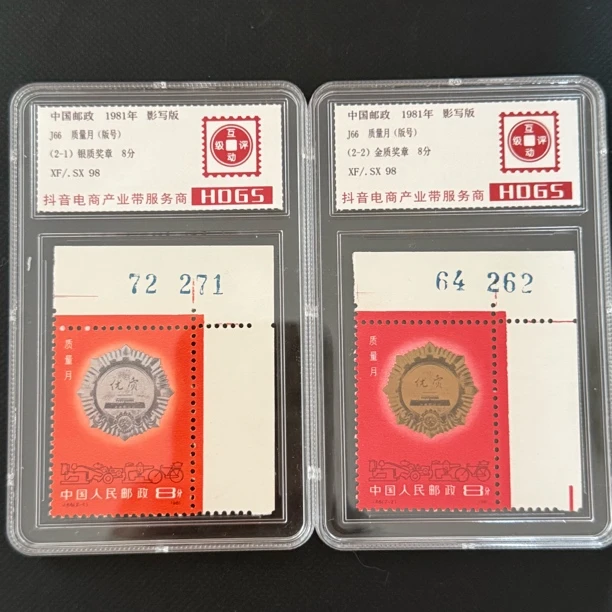 中国邮政 1981年 影写版
J66 质量月(版号)
(2-1) 银质奖章 8分
XF/.SX 98
互
级 评
动
抖音电商产业带服务商 HDGS
72 271
质量月
优质
中国人民邮政 8分
中国邮政 1981年 影写版
J66 质量月(版号)
(2-2) 金质奖章 8分
XF/.SX 98
互
级 评
动
抖音电商产业带服务商 HDGS
64 262
质量月
优质
中国人民邮政 8分